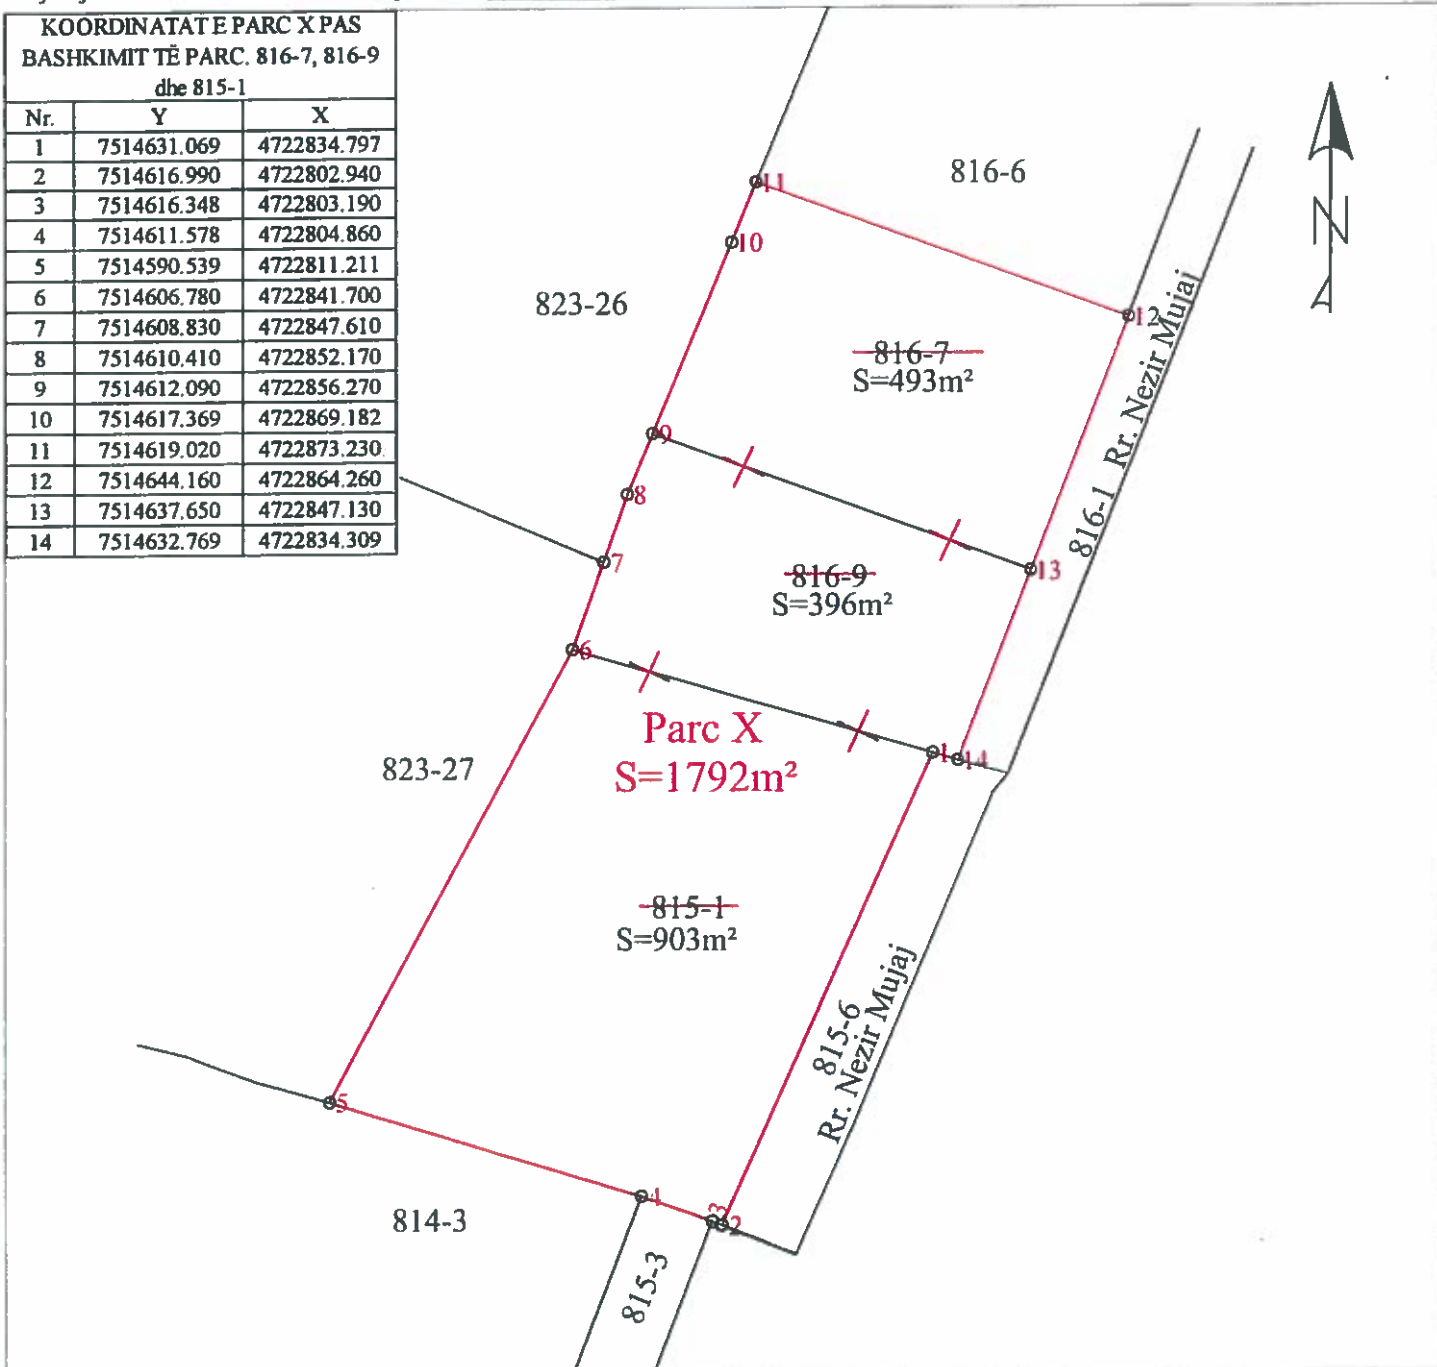 KOORDINATAT E PARC X PAS
BASHKIMIT TË PARC. 816-7, 816-9
dhe 815-1
Nr. Y X
1 7514631.069 4722834.797
2 7514616.990 4722802.940
3 7514616.348 4722803.190
4 7514611.578 4722804.860
5 7514590.539 4722811.211
6 7514606.780 4722841.700
7 7514608.830 4722847.610
8 7514610.410 4722852.170
9 7514612.090 4722856.270
10 7514617.369 4722869.182
11 7514619.020 4722873.230
12 7514644.160 4722864.260
13 7514637.650 4722847.130
14 7514632.769 4722834.309
816-6
11
N
10
823-26
12
816-7
S=493m²
816-1 Rr. Nezir Mujaj
9
8
7
13
816-9
S=396m²
6
Parc X
S=1792m²
1
14
823-27
815-1
S=903m²
815-6
Rr. Nezir Mujaj
5
4
3
2
814-3
815-3